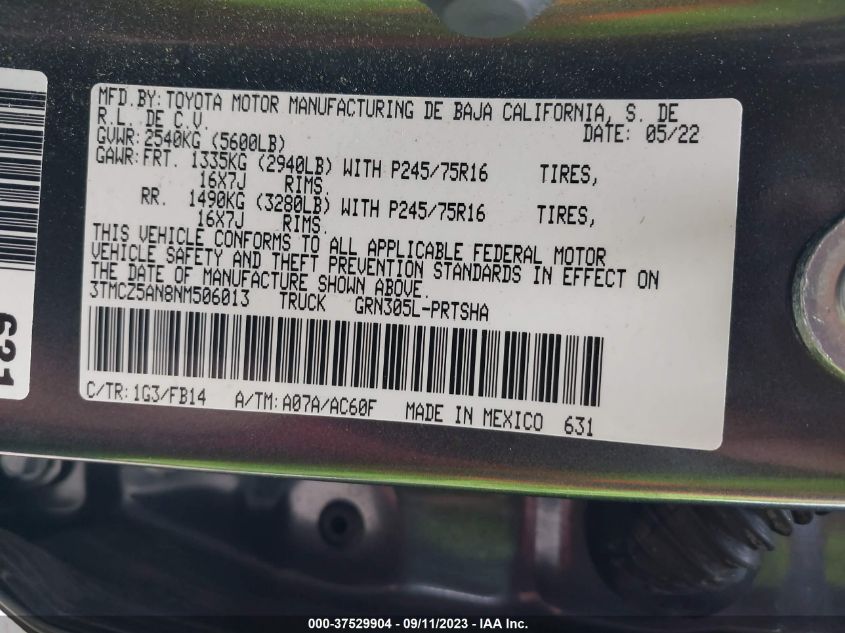 MFD.BY: TOYOTA MOTOR MANUFACTURING DE BAJA CALIFORNIA, S. DE
R.L. DE C.V. DATE: 05/22
GVWR: 2540KG (5600LB)
GAWR: FRT. 1335KG (2940LB) WITH P245/75R16 TIRES,
16X7J RIMS.
RR. 1490KG (3280LB) WITH P245/75R16 TIRES,
16X7J RIMS.
THIS VEHICLE CONFORMS TO ALL APPLICABLE FEDERAL MOTOR
VEHICLE SAFETY AND THEFT PREVENTION STANDARDS IN EFFECT ON
THE DATE OF MANUFACTURE SHOWN ABOVE.
3TMCZ5AN8NM506013 TRUCK GRN305L-PRTSHA
C/TR: 1G3/FB14 A/TM: A07A/AC60F MADE IN MEXICO 631
621
000-37529904 - 09/11/2023 - IAA Inc.